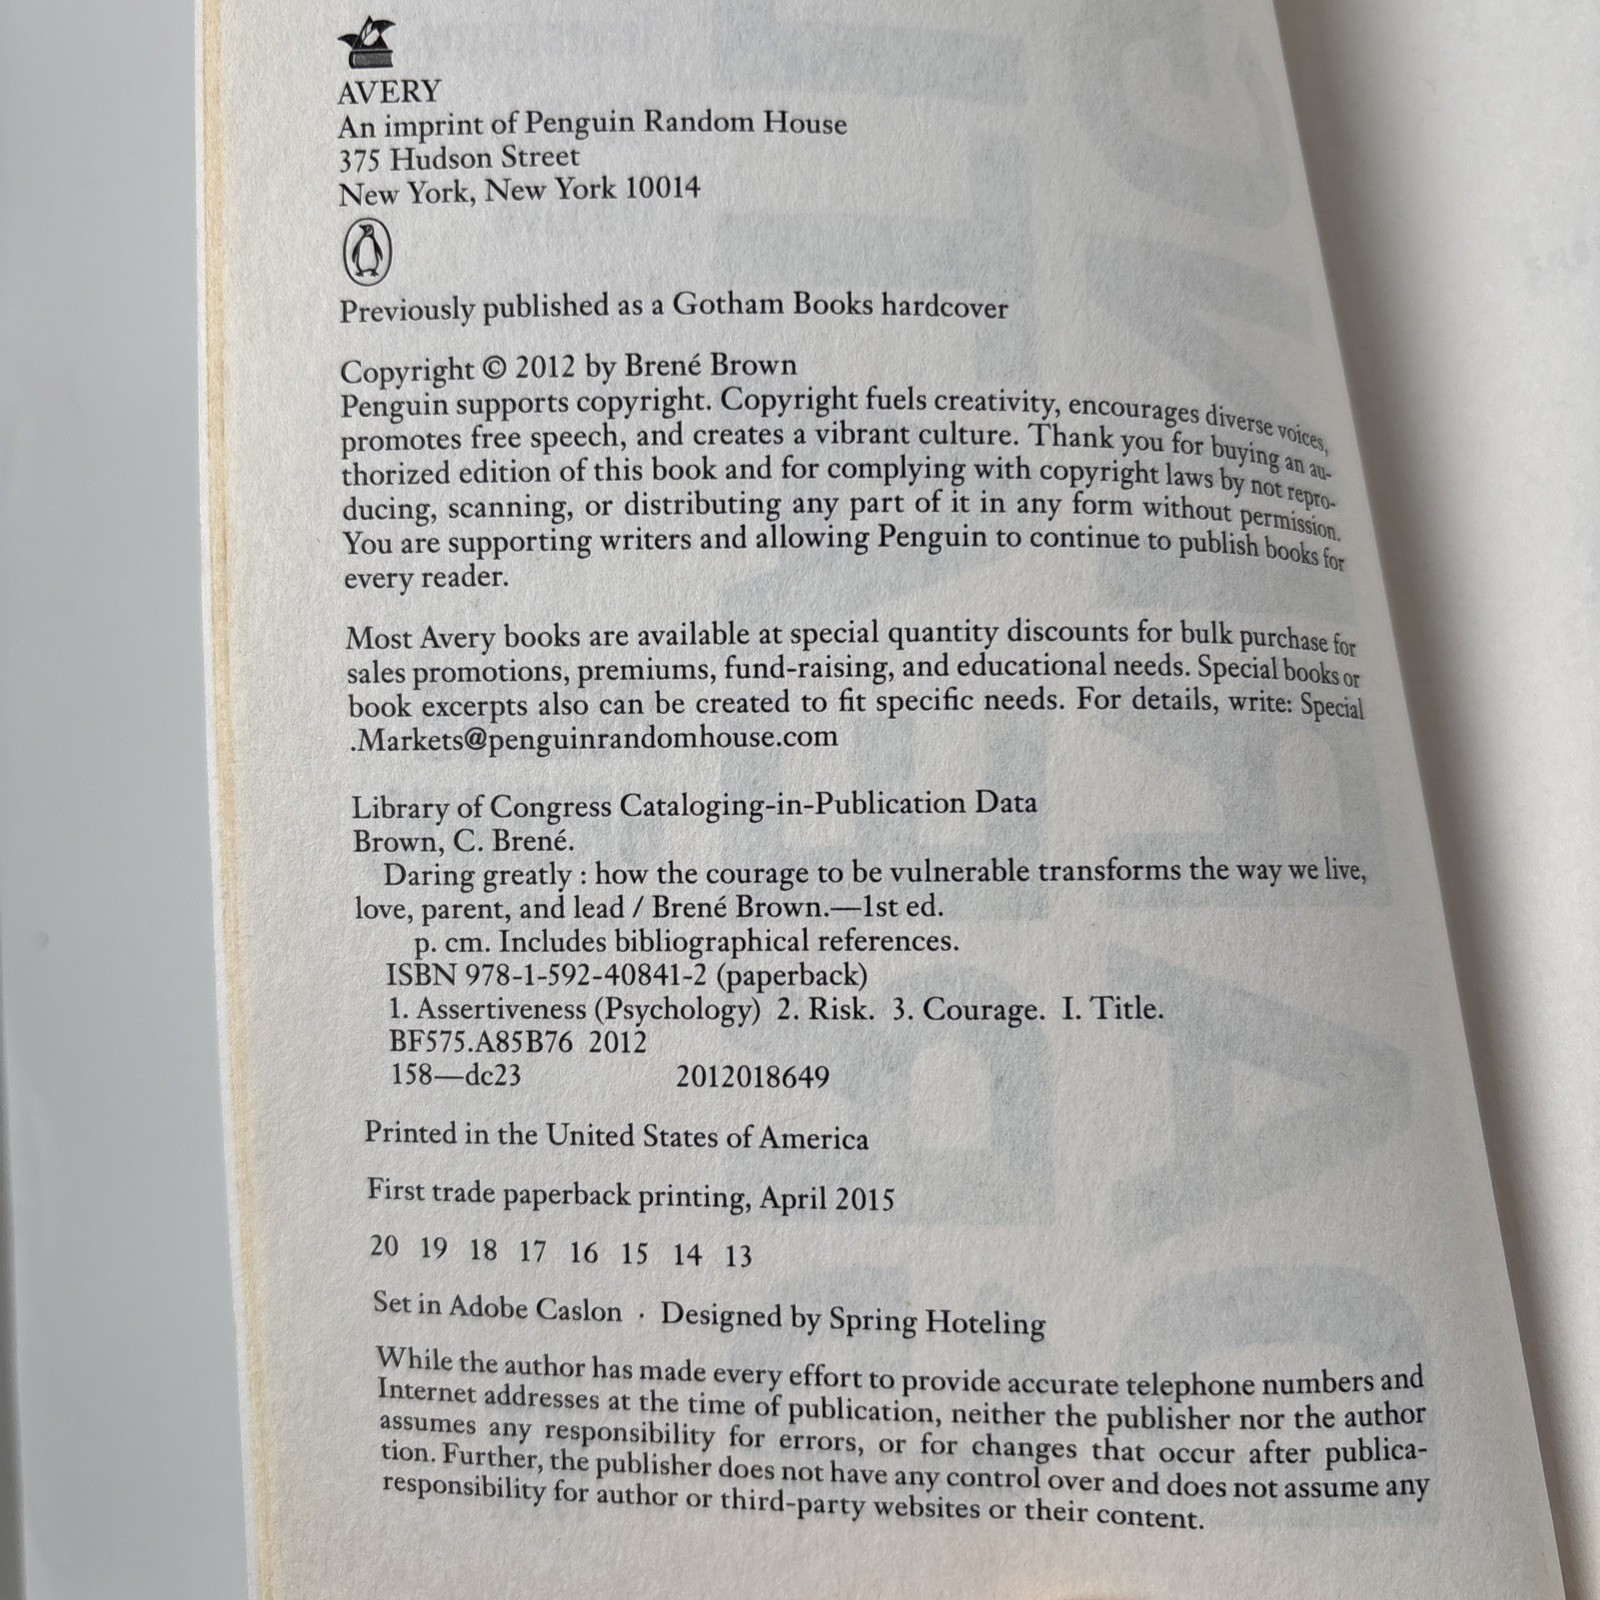 AVERY
An imprint of Penguin Random House
375 Hudson Street
New York, New York 10014
Previously published as a Gotham Books hardcover
Copyright © 2012 by Brené Brown
Penguin supports copyright. Copyright fuels creativity, encourages diverse voices,
promotes free speech, and creates a vibrant culture. Thank you for buying an au-
thorized edition of this book and for complying with copyright laws by not repro-
ducing, scanning, or distributing any part of it in any form without permission.
You are supporting writers and allowing Penguin to continue to publish books for
every reader.
Most Avery books are available at special quantity discounts for bulk purchase for
sales promotions, premiums, fund-raising, and educational needs. Special books or
book excerpts also can be created to fit specific needs. For details, write: Special
.Markets@penguinrandomhouse.com
Library of Congress Cataloging-in-Publication Data
Brown, C. Brené.
Daring greatly : how the courage to be vulnerable transforms the way we live,
love, parent, and lead / Brené Brown.—1st ed.
p. cm. Includes bibliographical references.
ISBN 978-1-592-40841-2 (paperback)
1. Assertiveness (Psychology) 2. Risk. 3. Courage. I. Title.
BF575.A85B76 2012
158—dc23 2012018649
Printed in the United States of America
First trade paperback printing, April 2015
20 19 18 17 16 15 14 13
Set in Adobe Caslon · Designed by Spring Hoteling
While the author has made every effort to provide accurate telephone numbers and
Internet addresses at the time of publication, neither the publisher nor the author
assumes any responsibility for errors, or for changes that occur after publica-
tion. Further, the publisher does not have any control over and does not assume any
responsibility for author or third-party websites or their content.